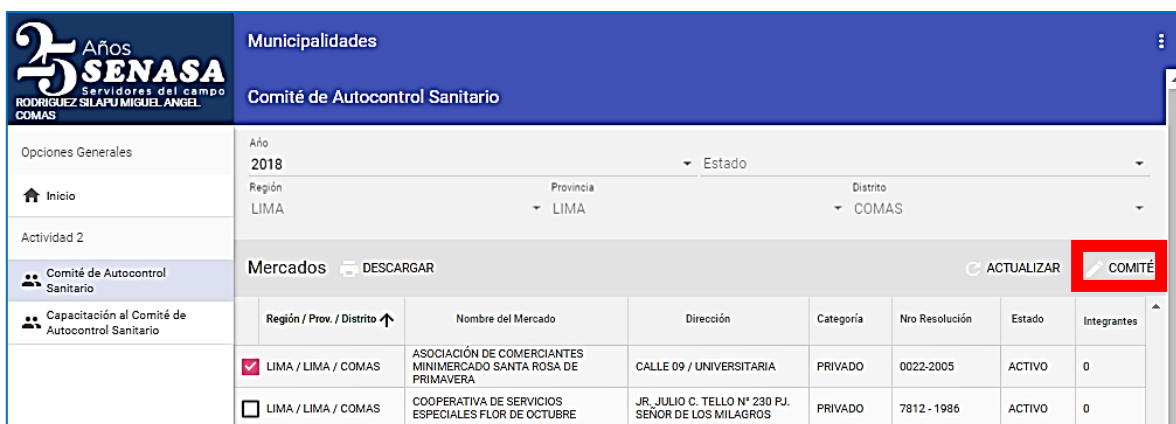 25 Años
SENASA
Servidores del campo
RODRIGUEZ SILAPU MIGUEL ANGEL
COMAS
Municipalidades
Comité de Autocontrol Sanitario
Opciones Generales
Inicio
Actividad 2
Comité de Autocontrol
Sanitario
Capacitación al Comité de
Autocontrol Sanitario
Año
2018
Estado
Región
Provincia
Distrito
LIMA
LIMA
COMAS
Mercados DESCARGAR ACTUALIZAR COMITÉ
Región / Prov. / Distrito Nombre del Mercado Dirección Categoría Nro Resolución Estado Integrantes
LIMA / LIMA / COMAS
ASOCIACIÓN DE COMERCIANTES
MINIMERCADO SANTA ROSA DE
PRIMAVERA
CALLE 09 / UNIVERSITARIA
PRIVADO
0022-2005
ACTIVO
0
LIMA / LIMA / COMAS
COOPERATIVA DE SERVICIOS
ESPECIALES FLOR DE OCTUBRE
JR. JULIO C. TELLO N° 230 PJ.
SEÑOR DE LOS MILAGROS
PRIVADO
7812 - 1986
ACTIVO
0